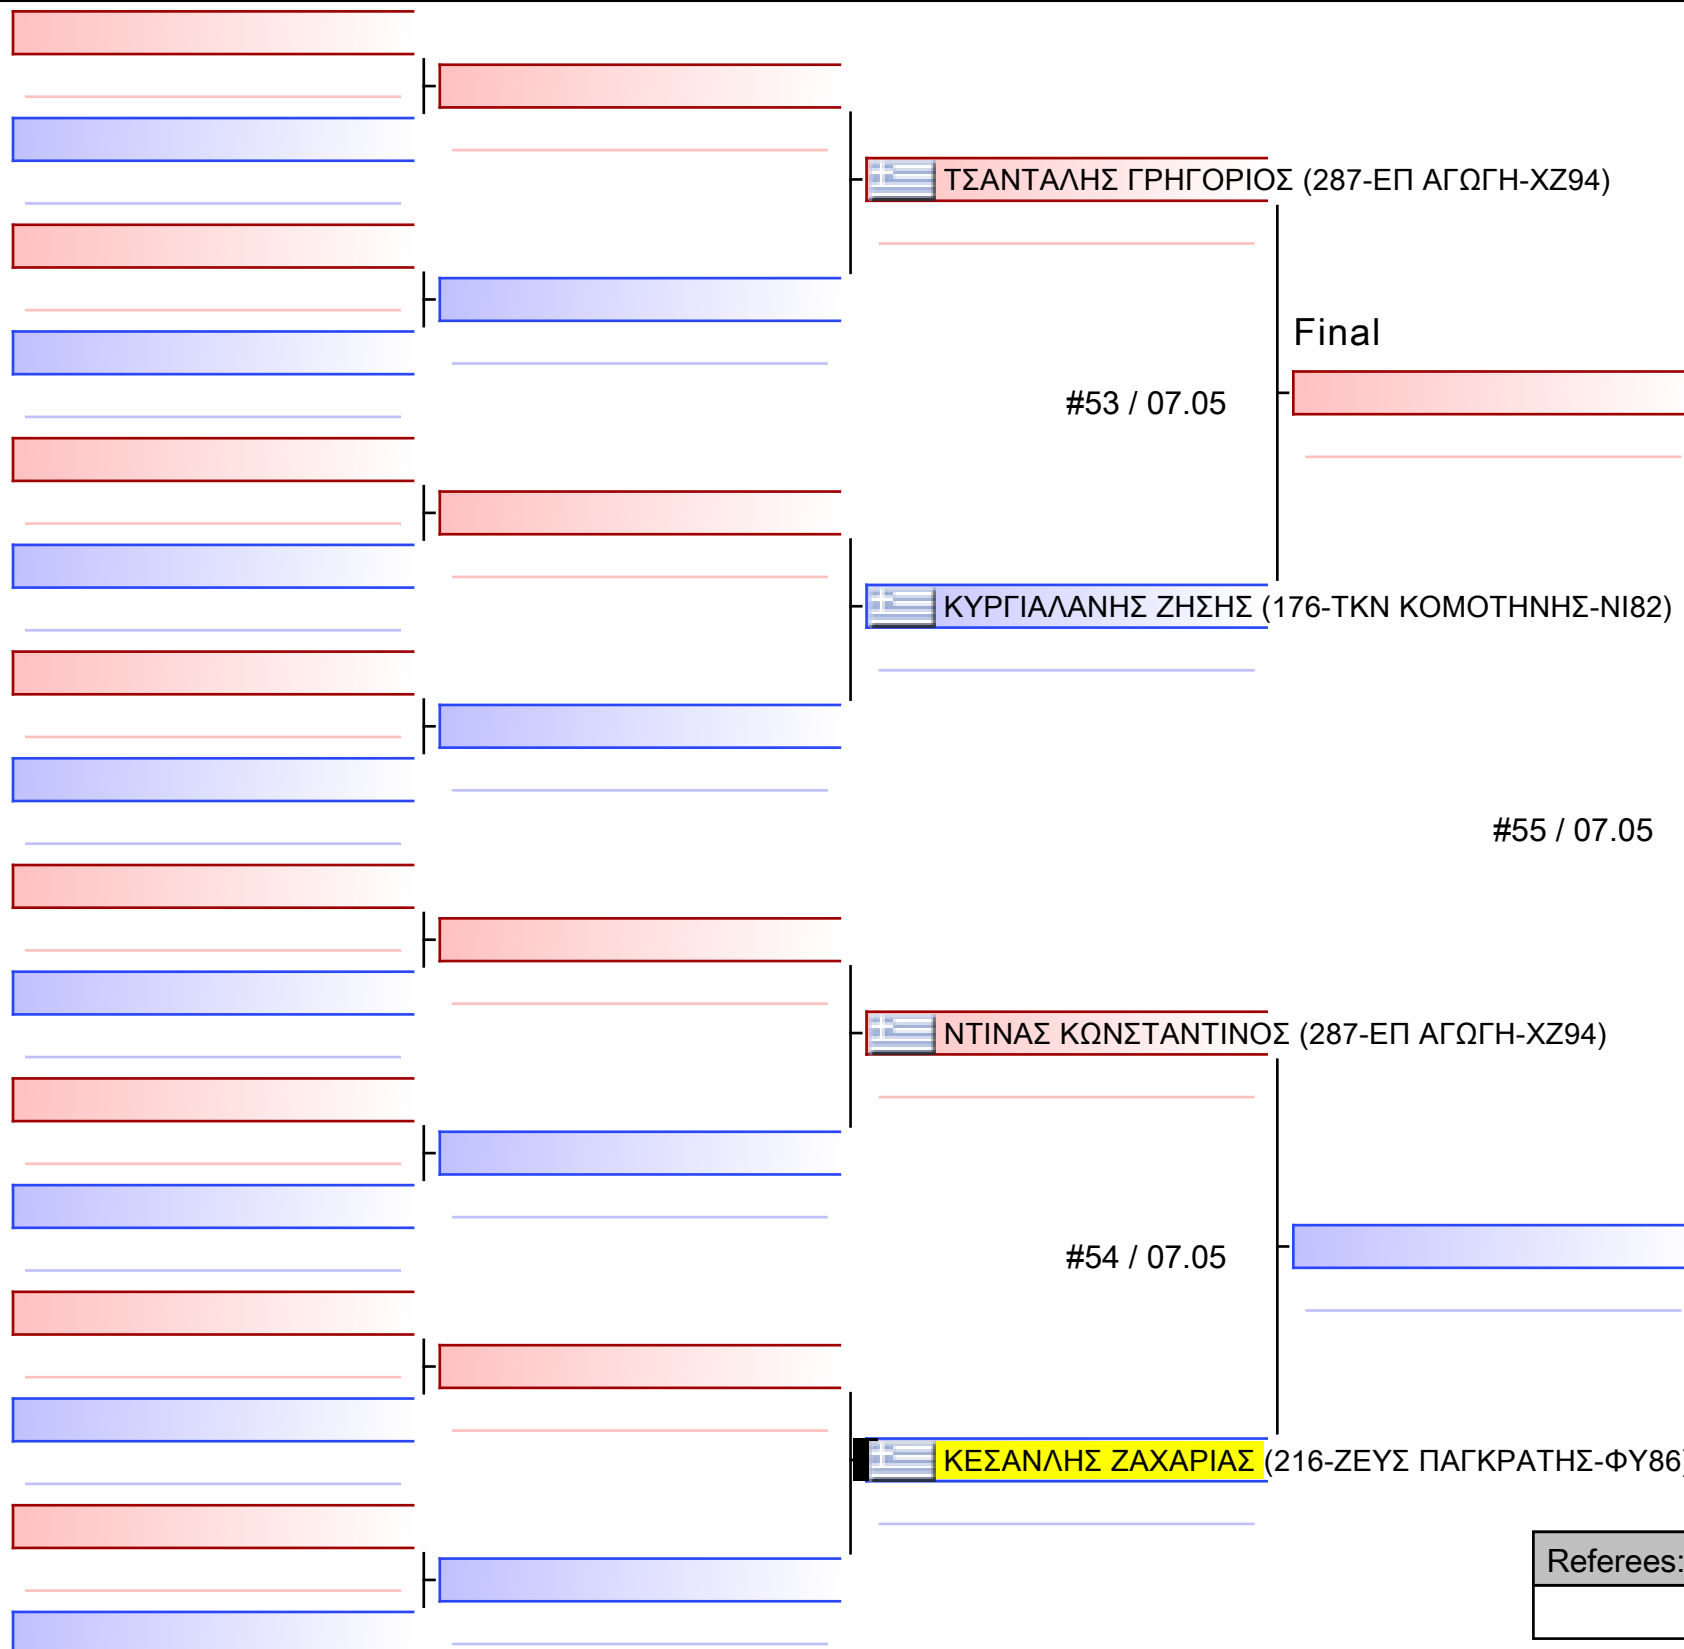 ΤΣΑΝΤΑΛΗΣ ΓΡΗΓΟΡΙΟΣ (287-ΕΠ ΑΓΩΓΗ-ΧΖ94)
Final
#53 / 07.05
ΚΥΡΓΙΑΛΑΝΗΣ ΖΗΣΗΣ (176-ΤΚΝ ΚΟΜΟΤΗΝΗΣ-ΝΙ82)
#55 / 07.05
ΝΤΙΝΑΣ ΚΩΝΣΤΑΝΤΙΝΟΣ (287-ΕΠ ΑΓΩΓΗ-ΧΖ94)
#54 / 07.05
ΚΕΣΑΝΛΗΣ ΖΑΧΑΡΙΑΣ (216-ΖΕΥΣ ΠΑΓΚΡΑΤΗΣ-ΦΥ86)
Referees: